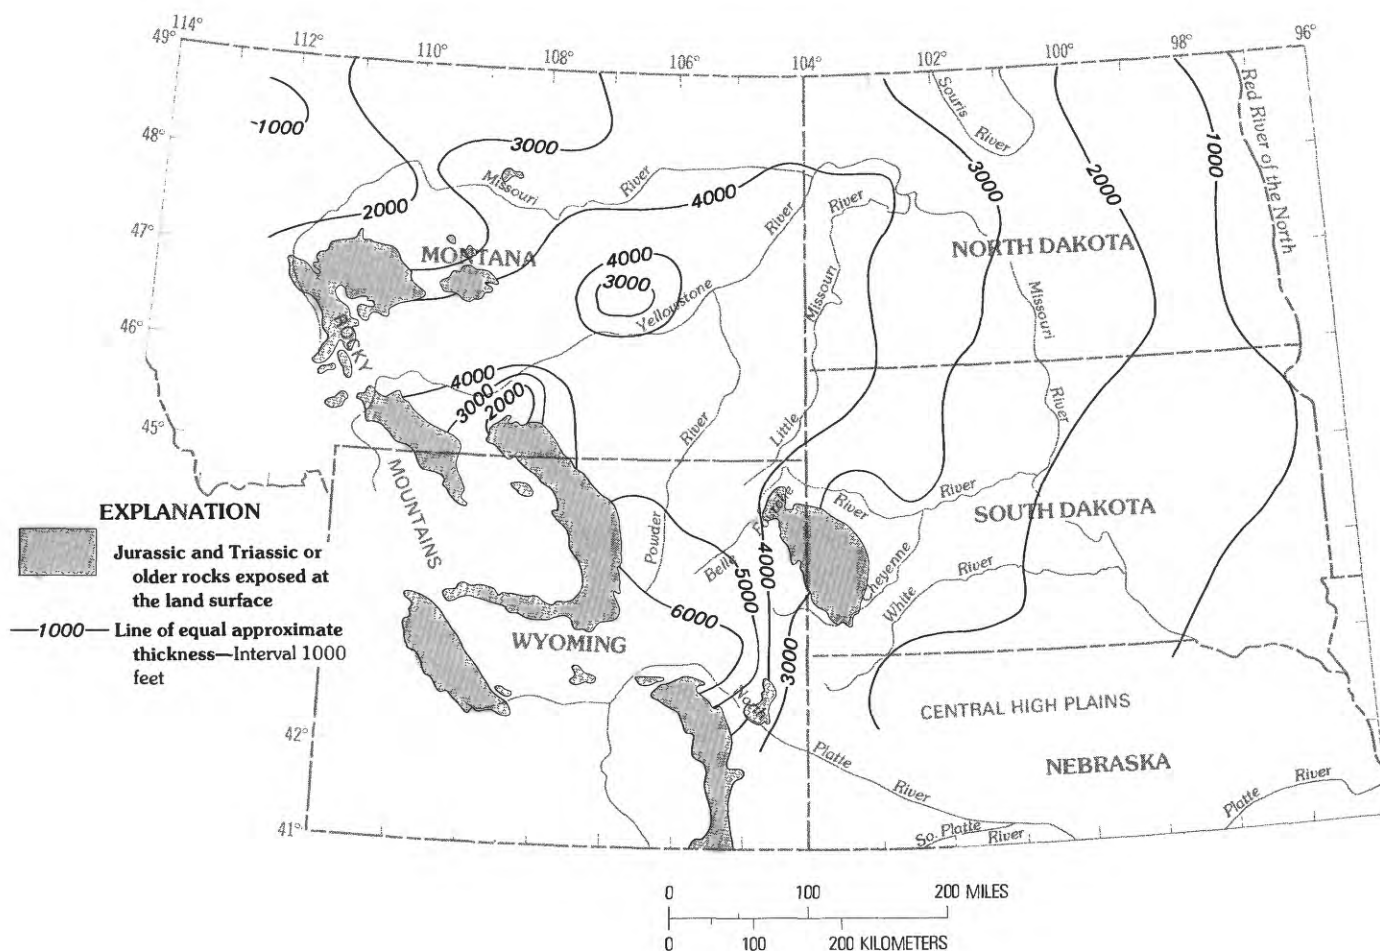 114°
49°
112°
110°
108°
106°
104°
102°
100°
98°
96°
48°
47°
46°
45°
42°
41°
1000
2000
3000
4000
4000
3000
3000
2000
1000
4000
3000
2000
6000
5000
4000
3000
Missouri
River
River
Yellowstone
MONTANA
ROCKY
MOUNTAINS
Souris
River
Red River of the North
River
Missouri
Little
NORTH DAKOTA
Missouri
River
River
Powder
Belle
Fourche
River
River
Cheyenne
White
River
SOUTH DAKOTA
WYOMING
North
Platte
River
CENTRAL HIGH PLAINS
NEBRASKA
So. Platte
River
Platte
River
EXPLANATION
Jurassic and Triassic or
older rocks exposed at
the land surface
—1000— Line of equal approximate
thickness—Interval 1000
feet
0 100 200 MILES
0 100 200 KILOMETERS